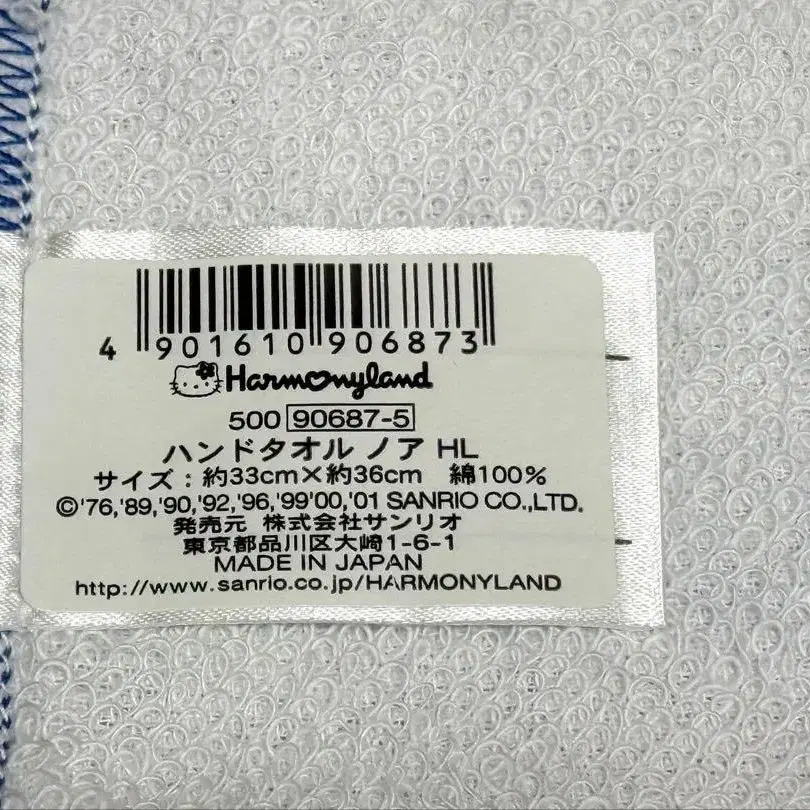 4 901610 906873
Harmonyland
500 90687-5
ハンドタオル ノア HL
サイズ：約33cm×約36cm 綿100%
©'76,'89,'90,'92,'96,'99'00,'01 SANRIO CO.,LTD.
発売元 株式会社サンリオ
東京都品川区大崎1-6-1
MADE IN JAPAN
http://www.sanrio.co.jp/HARMONYLAND